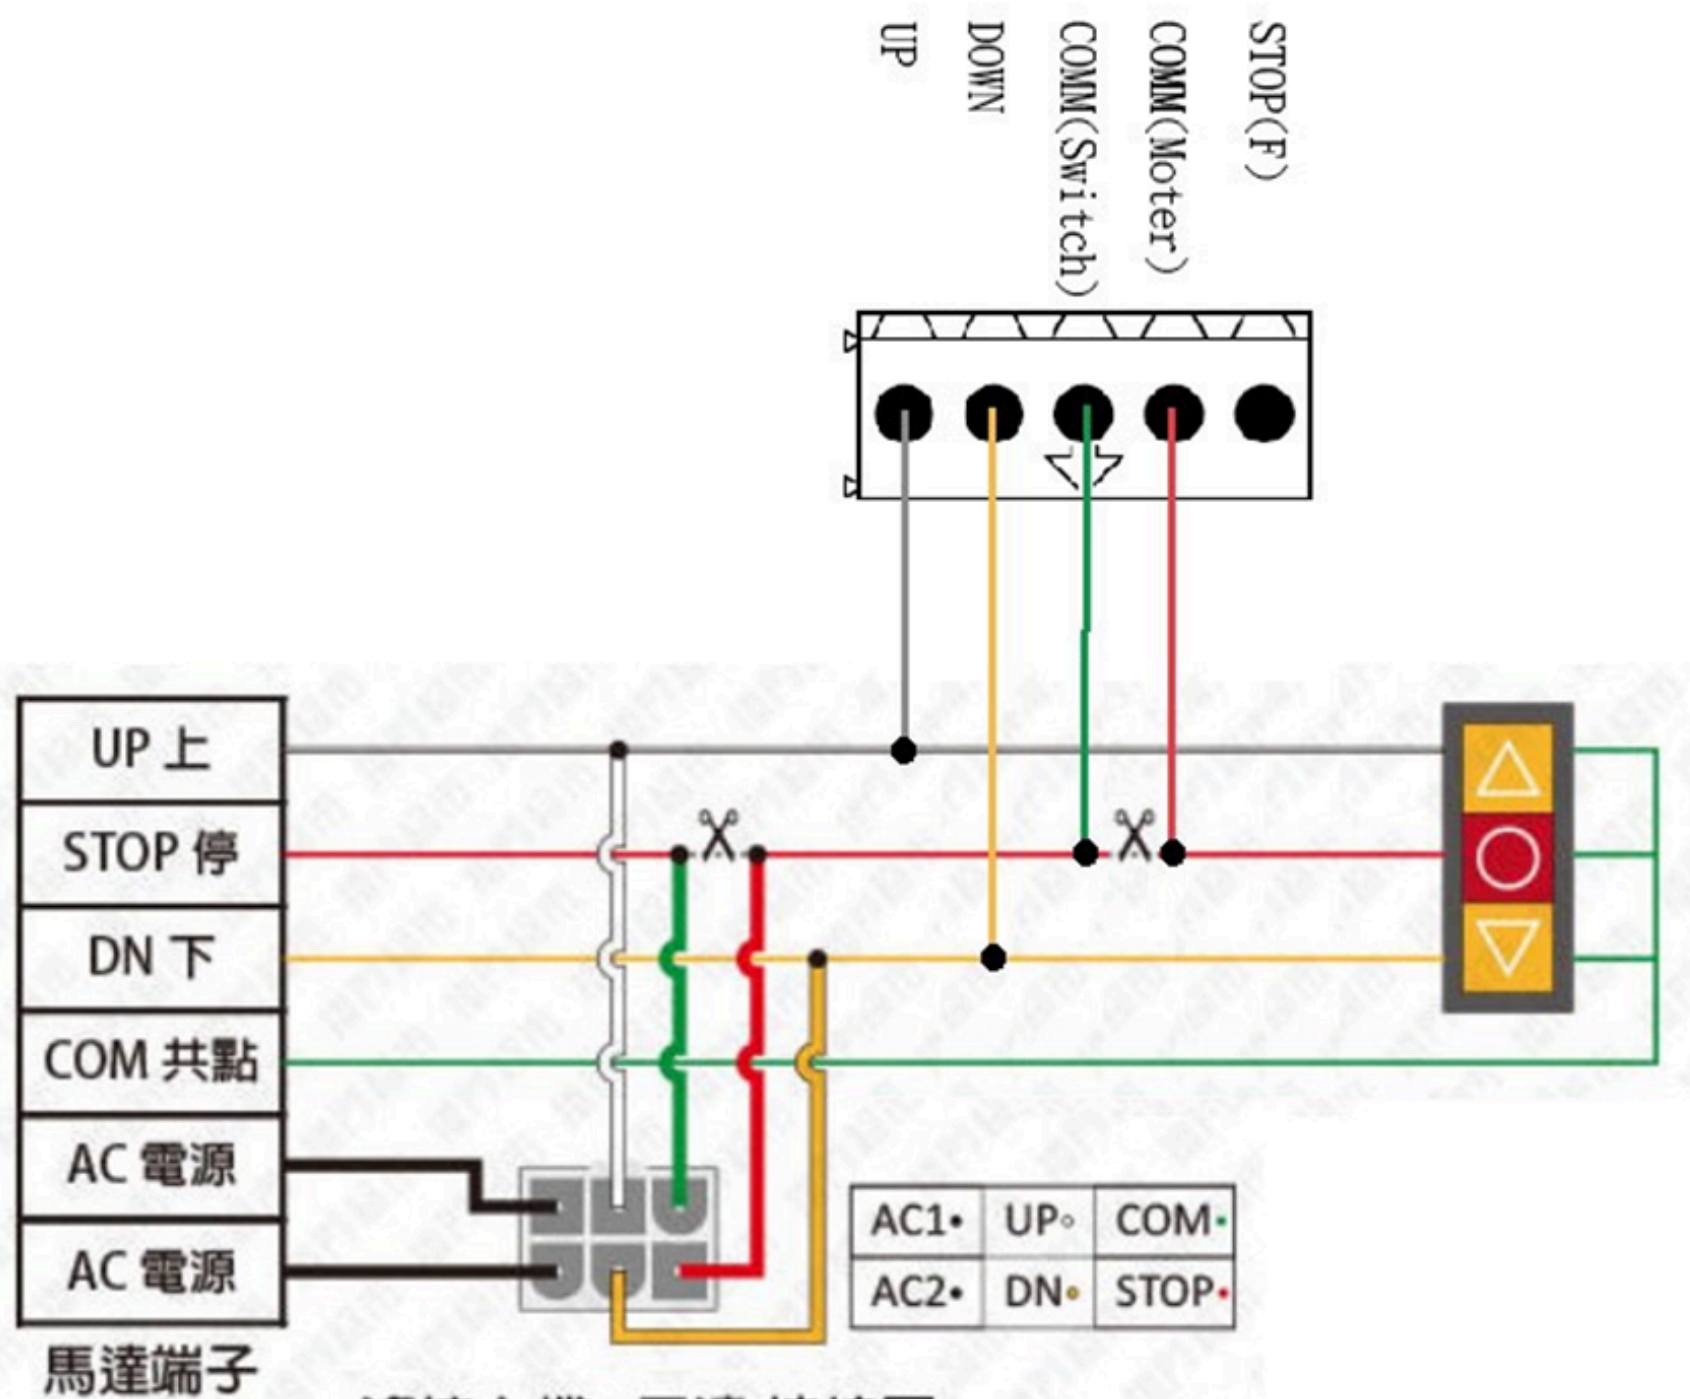 UP
DOWN
COMM(Switch)
COMM(Moter)
STOP(F)
UP 上
STOP 停
DN 下
COM 共點
AC 電源
AC 電源
馬達端子
AC1• UP◦ COM•
AC2• DN• STOP•